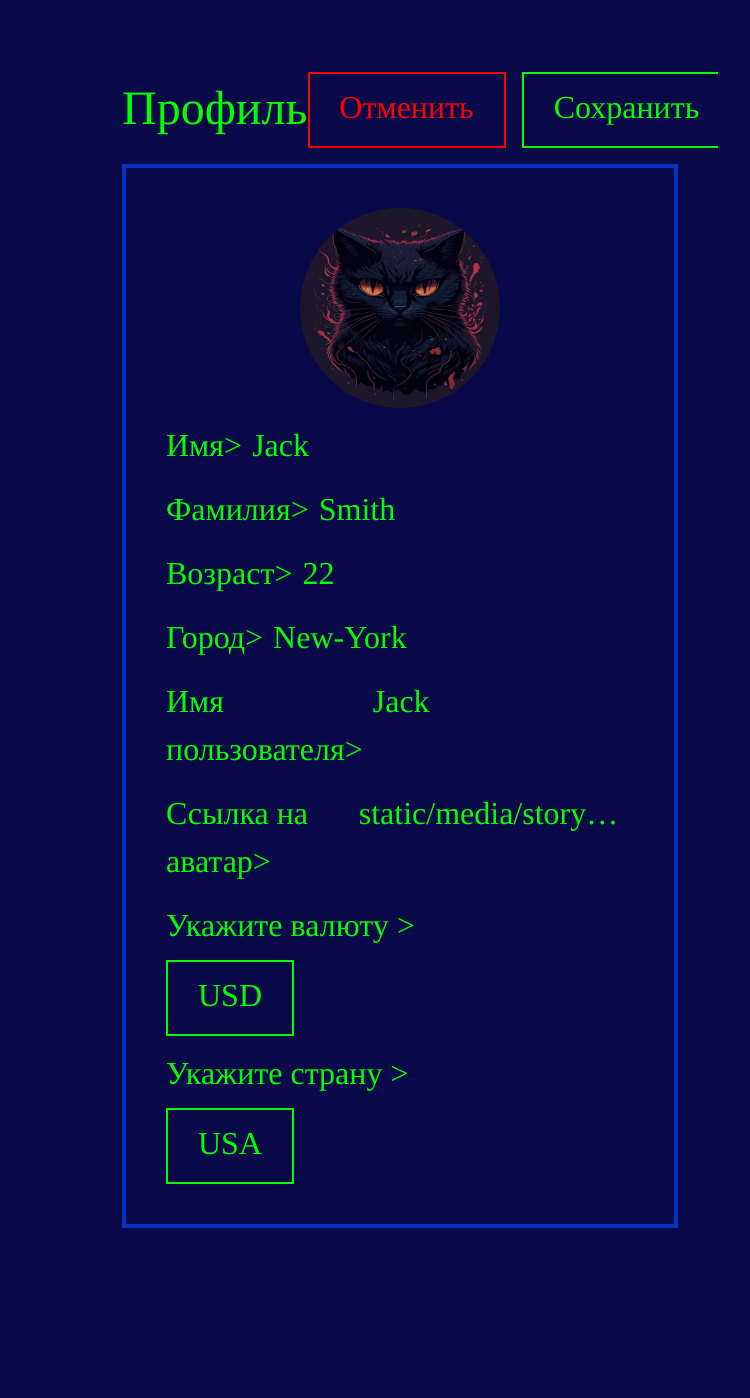 Профиль Отменить Сохранить
Имя> Jack
Фамилия> Smith
Возраст> 22
Город> New-York
Имя Jack
пользователя>
Ссылка на static/media/story…
аватар>
Укажите валюту >
USD
Укажите страну >
USA